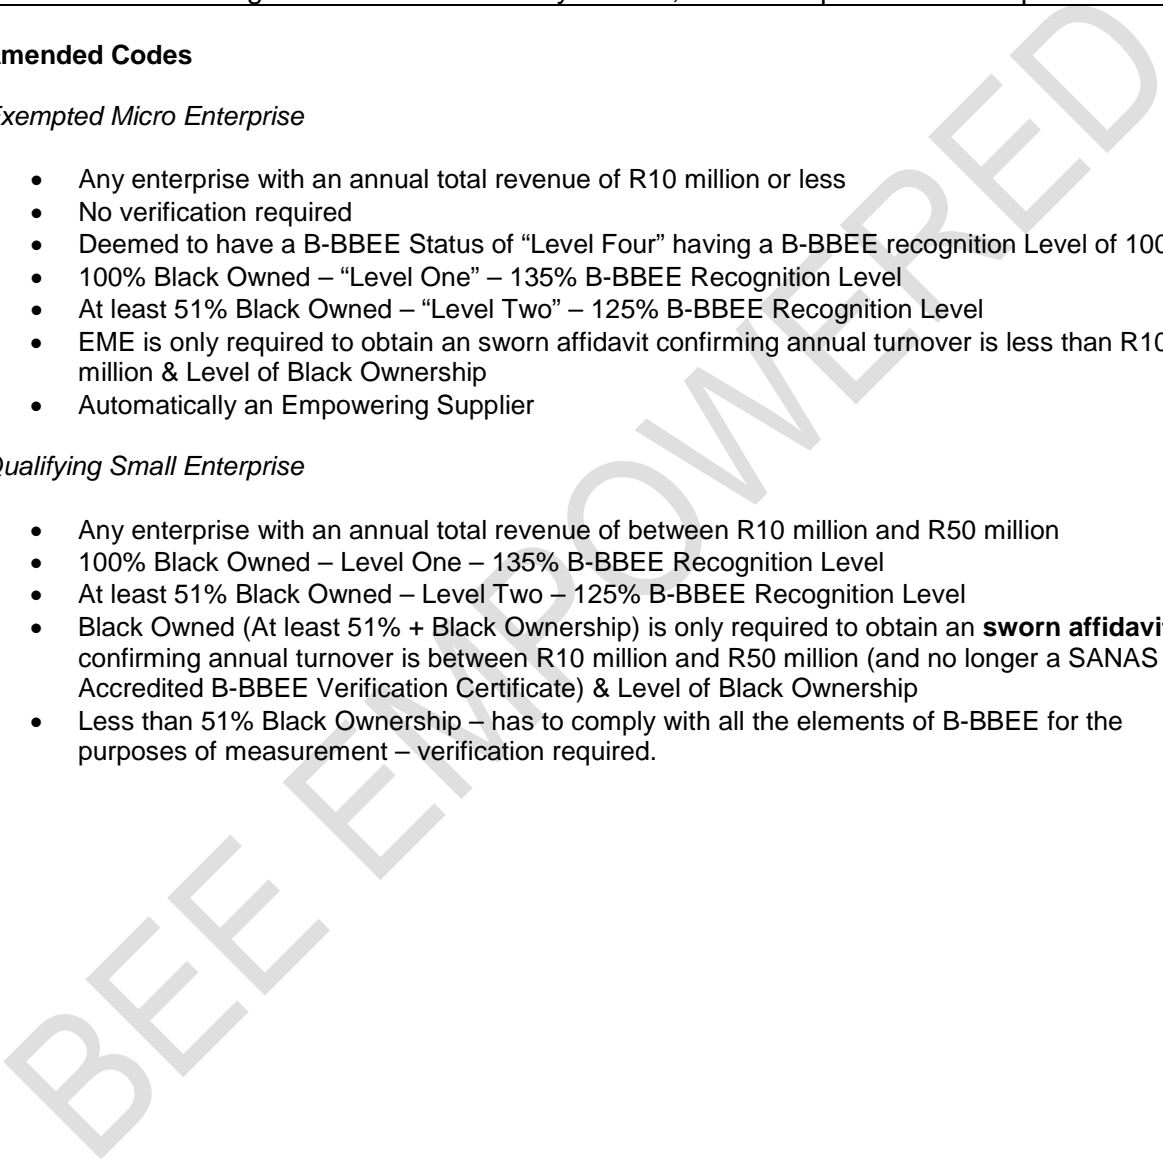 mended Codes
xempted Micro Enterprise
• Any enterprise with an annual total revenue of R10 million or less
• No verification required
• Deemed to have a B-BBEE Status of “Level Four” having a B-BBEE recognition Level of 100
• 100% Black Owned – “Level One” – 135% B-BBEE Recognition Level
• At least 51% Black Owned – “Level Two” – 125% B-BBEE Recognition Level
• EME is only required to obtain an sworn affidavit confirming annual turnover is less than R10
million & Level of Black Ownership
• Automatically an Empowering Supplier
ualifying Small Enterprise
• Any enterprise with an annual total revenue of between R10 million and R50 million
• 100% Black Owned – Level One – 135% B-BBEE Recognition Level
• At least 51% Black Owned – Level Two – 125% B-BBEE Recognition Level
• Black Owned (At least 51% + Black Ownership) is only required to obtain an sworn affidavit
confirming annual turnover is between R10 million and R50 million (and no longer a SANAS
Accredited B-BBEE Verification Certificate) & Level of Black Ownership
• Less than 51% Black Ownership – has to comply with all the elements of B-BBEE for the
purposes of measurement – verification required.
BEE EMPOWERED